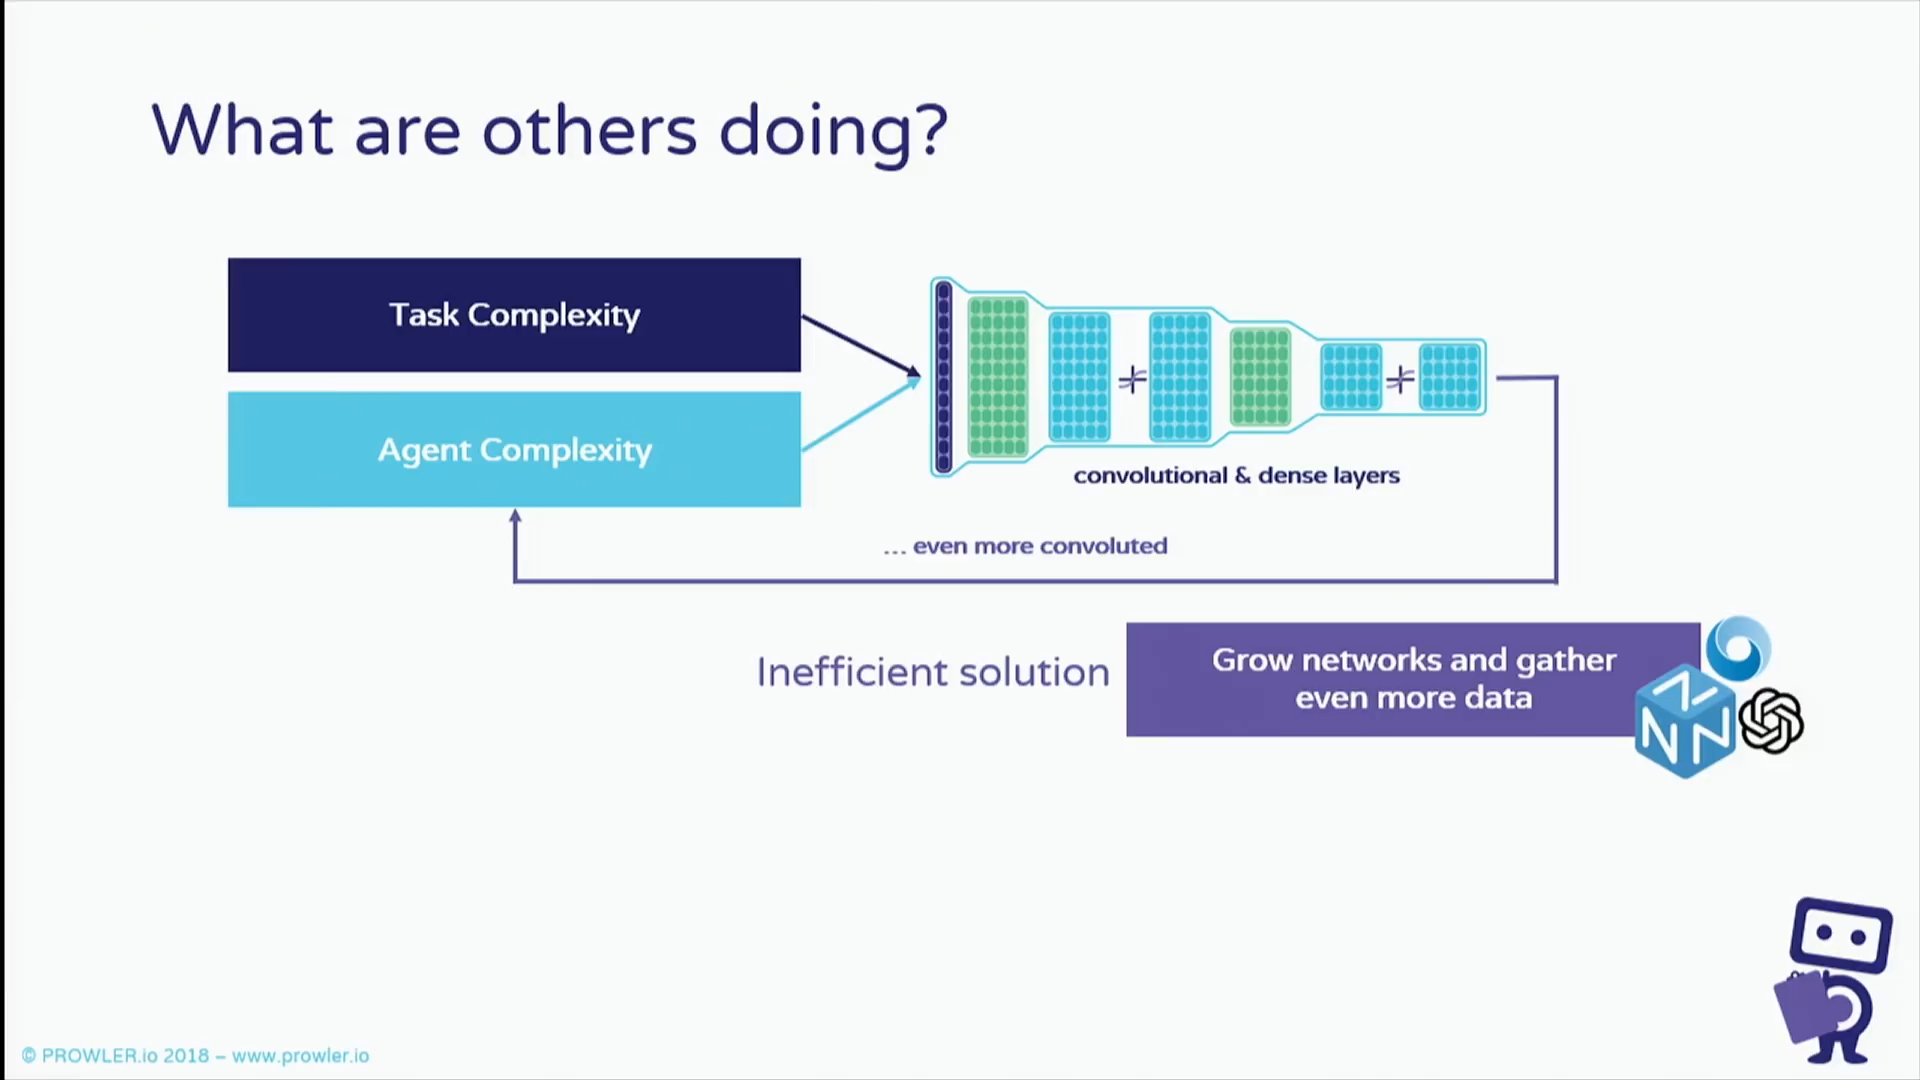 What are others doing?
Task Complexity
Agent Complexity
convolutional & dense layers
... even more convoluted
Inefficient solution
Grow networks and gather
even more data
N N N
© PROWLER.io 2018 – www.prowler.io